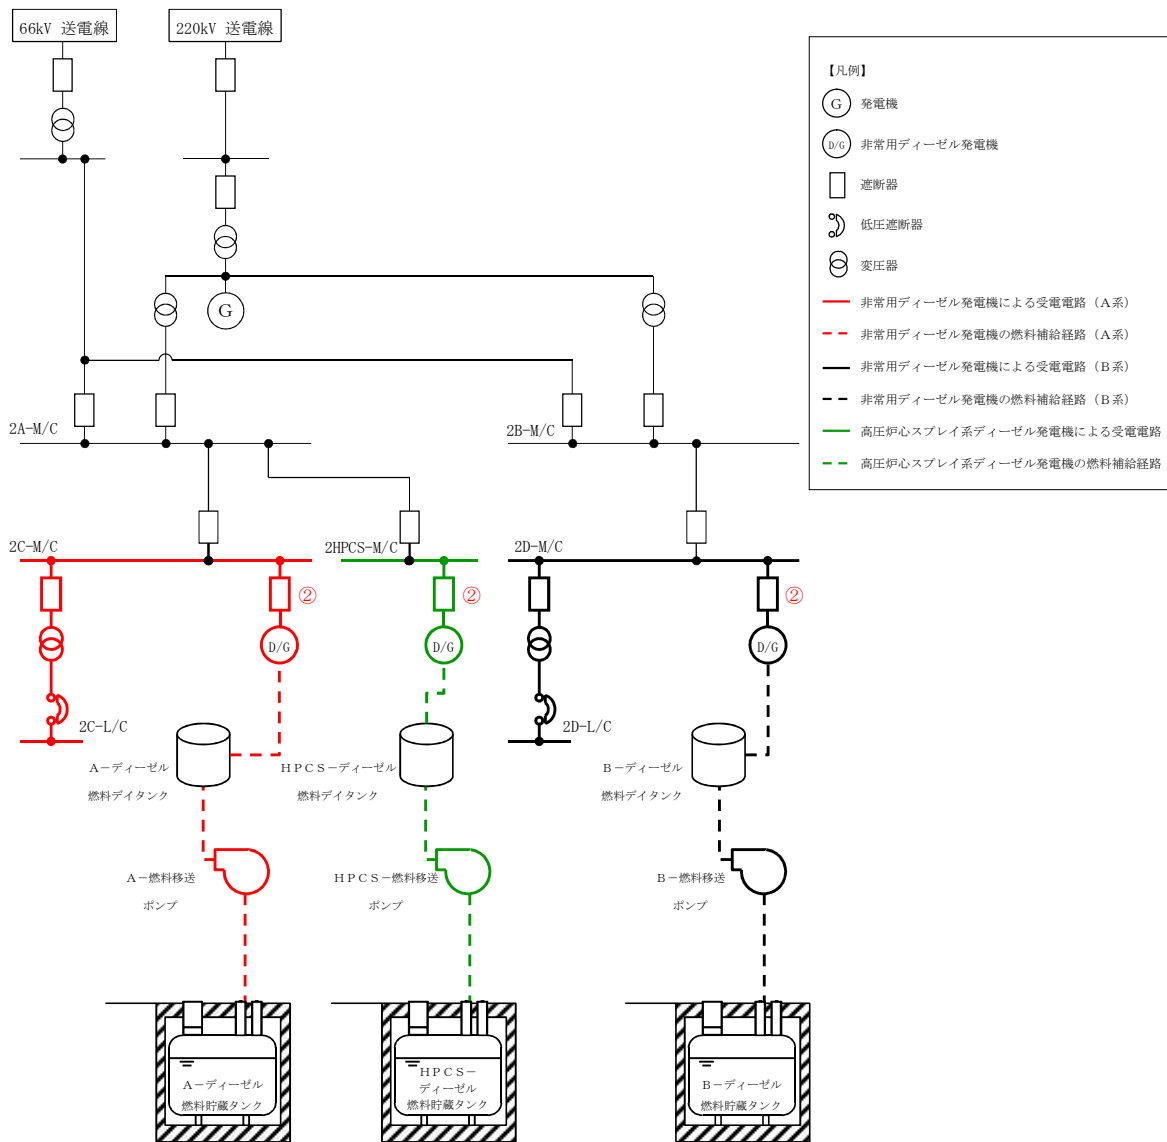 66kV 送電線
220kV 送電線
【凡例】
G
発電機
D/G
非常用ディーゼル発電機
遮断器
低圧遮断器
変圧器
非常用ディーゼル発電機による受電電路（A系）
非常用ディーゼル発電機の燃料補給経路（A系）
非常用ディーゼル発電機による受電電路（B系）
非常用ディーゼル発電機の燃料補給経路（B系）
高圧炉心スプレイ系ディーゼル発電機による受電電路
高圧炉心スプレイ系ディーゼル発電機の燃料補給経路
G
2A-M/C
2B-M/C
2C-M/C
2HPCS-M/C
2D-M/C
②
②
②
D/G
D/G
D/G
2C-L/C
2D-L/C
A－ディーゼル
燃料デイタンク
HPCS－ディーゼル
燃料デイタンク
B－ディーゼル
燃料デイタンク
A－燃料移送
ポンプ
HPCS－燃料移送
ポンプ
B－燃料移送
ポンプ
A－ディーゼル
燃料貯蔵タンク
HPCS－
ディーゼル
燃料貯蔵タンク
B－ディーゼル
燃料貯蔵タンク